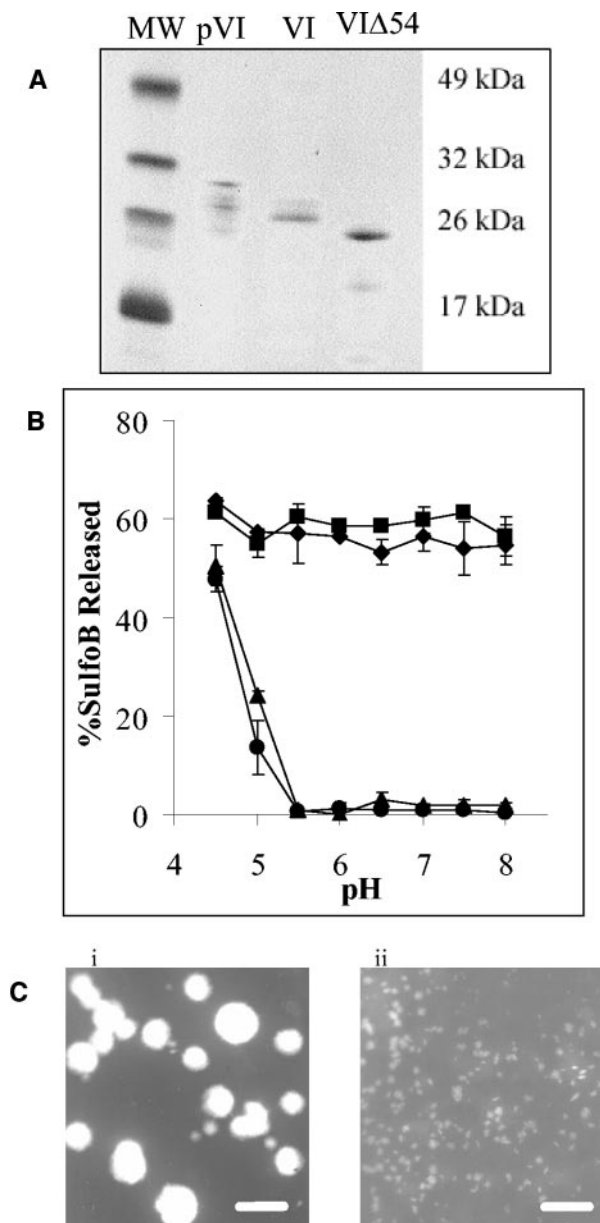 MW pVI VI VIΔ54
A
49 kDa
32 kDa
26 kDa
17 kDa
B
80
60
40
20
0
%SulfoB Released
4 5 6 7 8
pH
C
i
ii